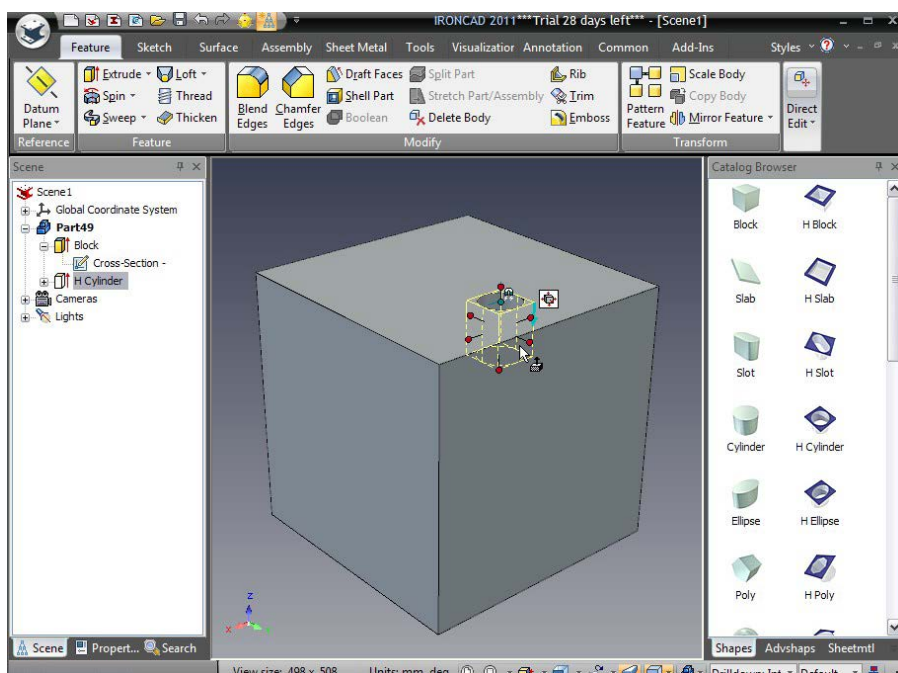 IRONCAD 2011***Trial 28 days left*** - [Scene1]
Feature Sketch Surface Assembly Sheet Metal Tools Visualization Annotation Common Add-Ins Styles
Extrude Loft Draft Faces Split Part Rib Scale Body
Spin Thread Shell Part Stretch Part/Assembly Trim Copy Body
Datum Plane Sweep Thicken Blend Edges Chamfer Edges Boolean Delete Body Emboss Pattern Feature Mirror Feature Direct Edit
Reference Feature Modify Transform
Scene
Scene1
Global Coordinate System
Part49
Block
Cross-Section -
H Cylinder
Cameras
Lights
z
x
Catalog Browser
Block H Block
Slab H Slab
Slot H Slot
Cylinder H Cylinder
Ellipse H Ellipse
Poly H Poly
Scene Propert... Search
Shapes Advshaps Sheetmtl
View size: 498 x 508 Units: mm, deg Drilldown: Int Default